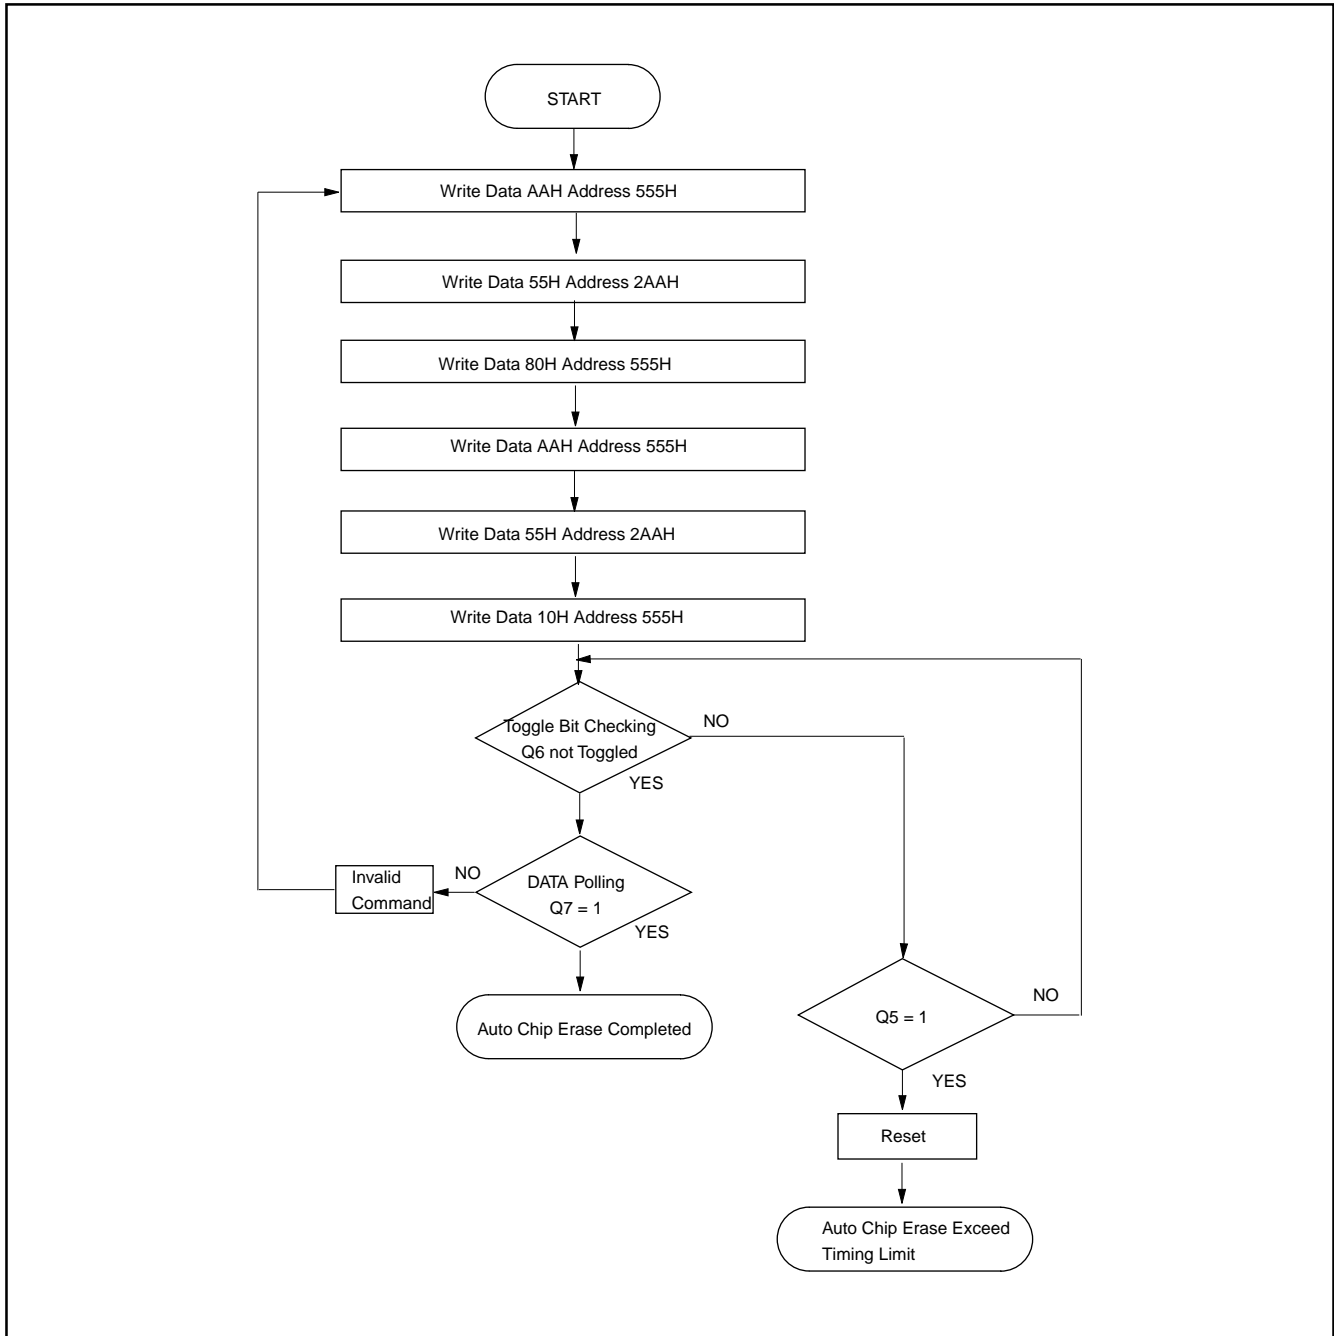 START
Write Data AAH Address 555H
Write Data 55H Address 2AAH
Write Data 80H Address 555H
Write Data AAH Address 555H
Write Data 55H Address 2AAH
Write Data 10H Address 555H
Toggle Bit Checking
Q6 not Toggled
NO
YES
Invalid
Command
NO
DATA Polling
Q7 = 1
YES
Auto Chip Erase Completed
Q5 = 1
NO
YES
Reset
Auto Chip Erase Exceed
Timing Limit